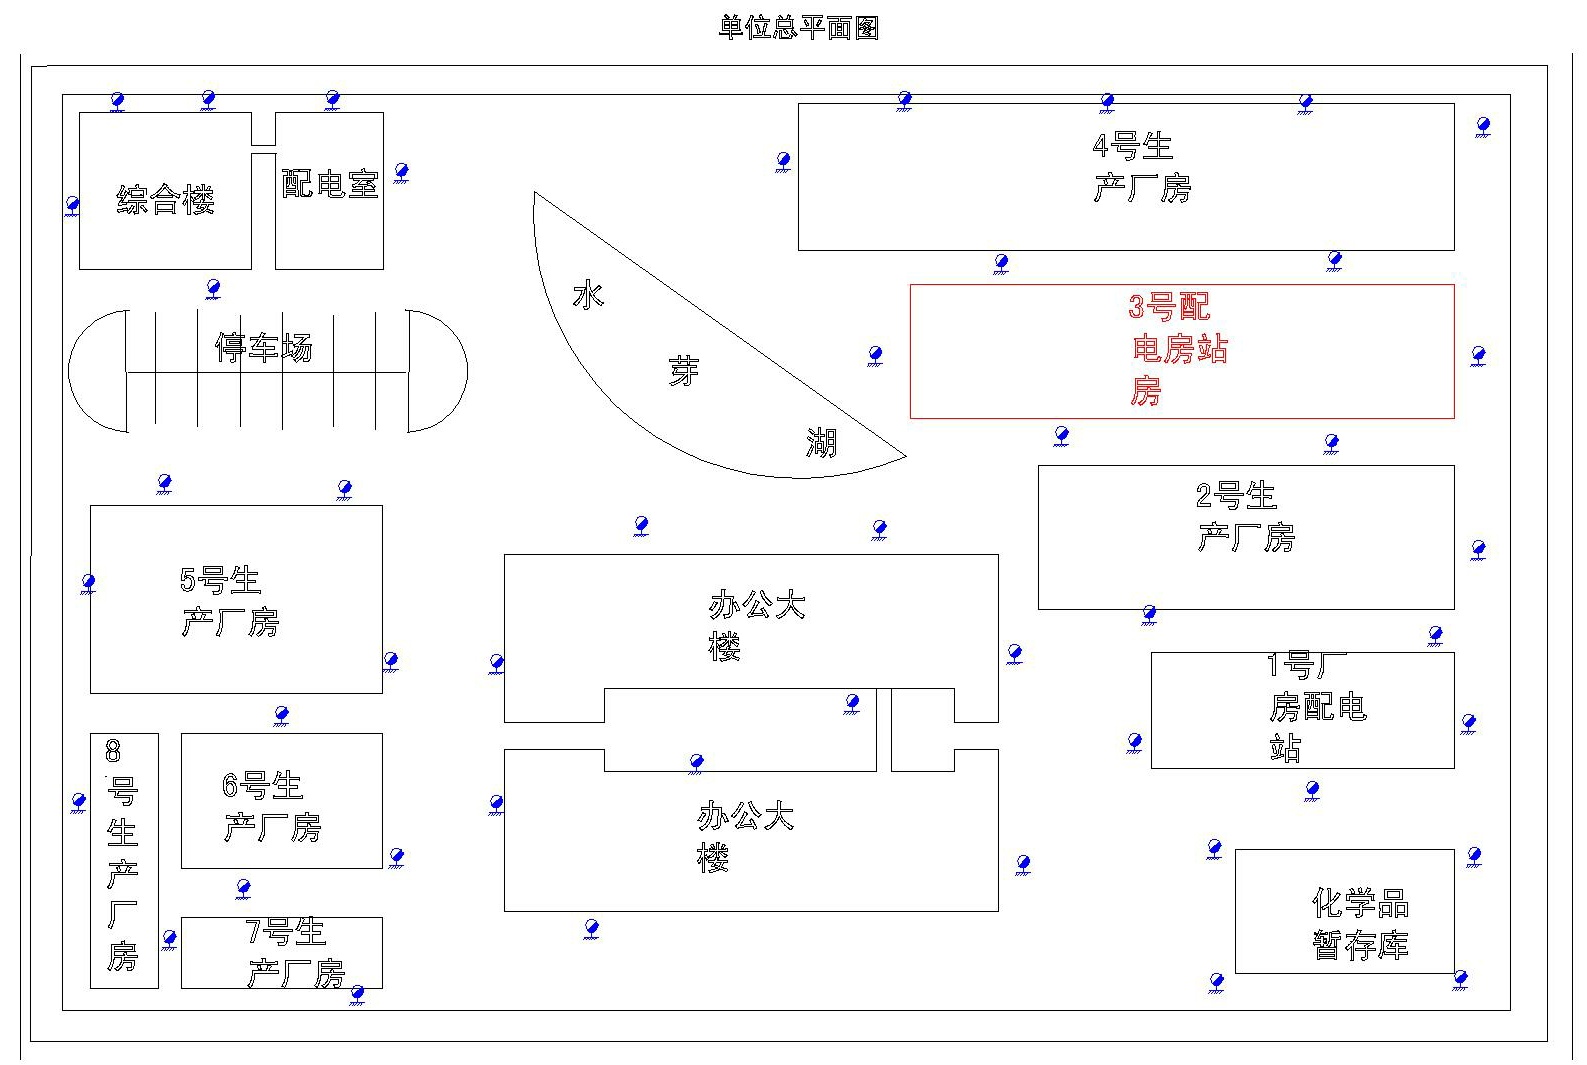 单位总平面图
综合楼
配电室
4号生
产厂房
水
芽
湖
3号配
电房站
房
停车场
2号生
产厂房
5号生
产厂房
办公大
楼
1号厂
房配电
站
8
号
生
产
厂
房
6号生
产厂房
办公大
楼
7号生
产厂房
化学品
暂存库